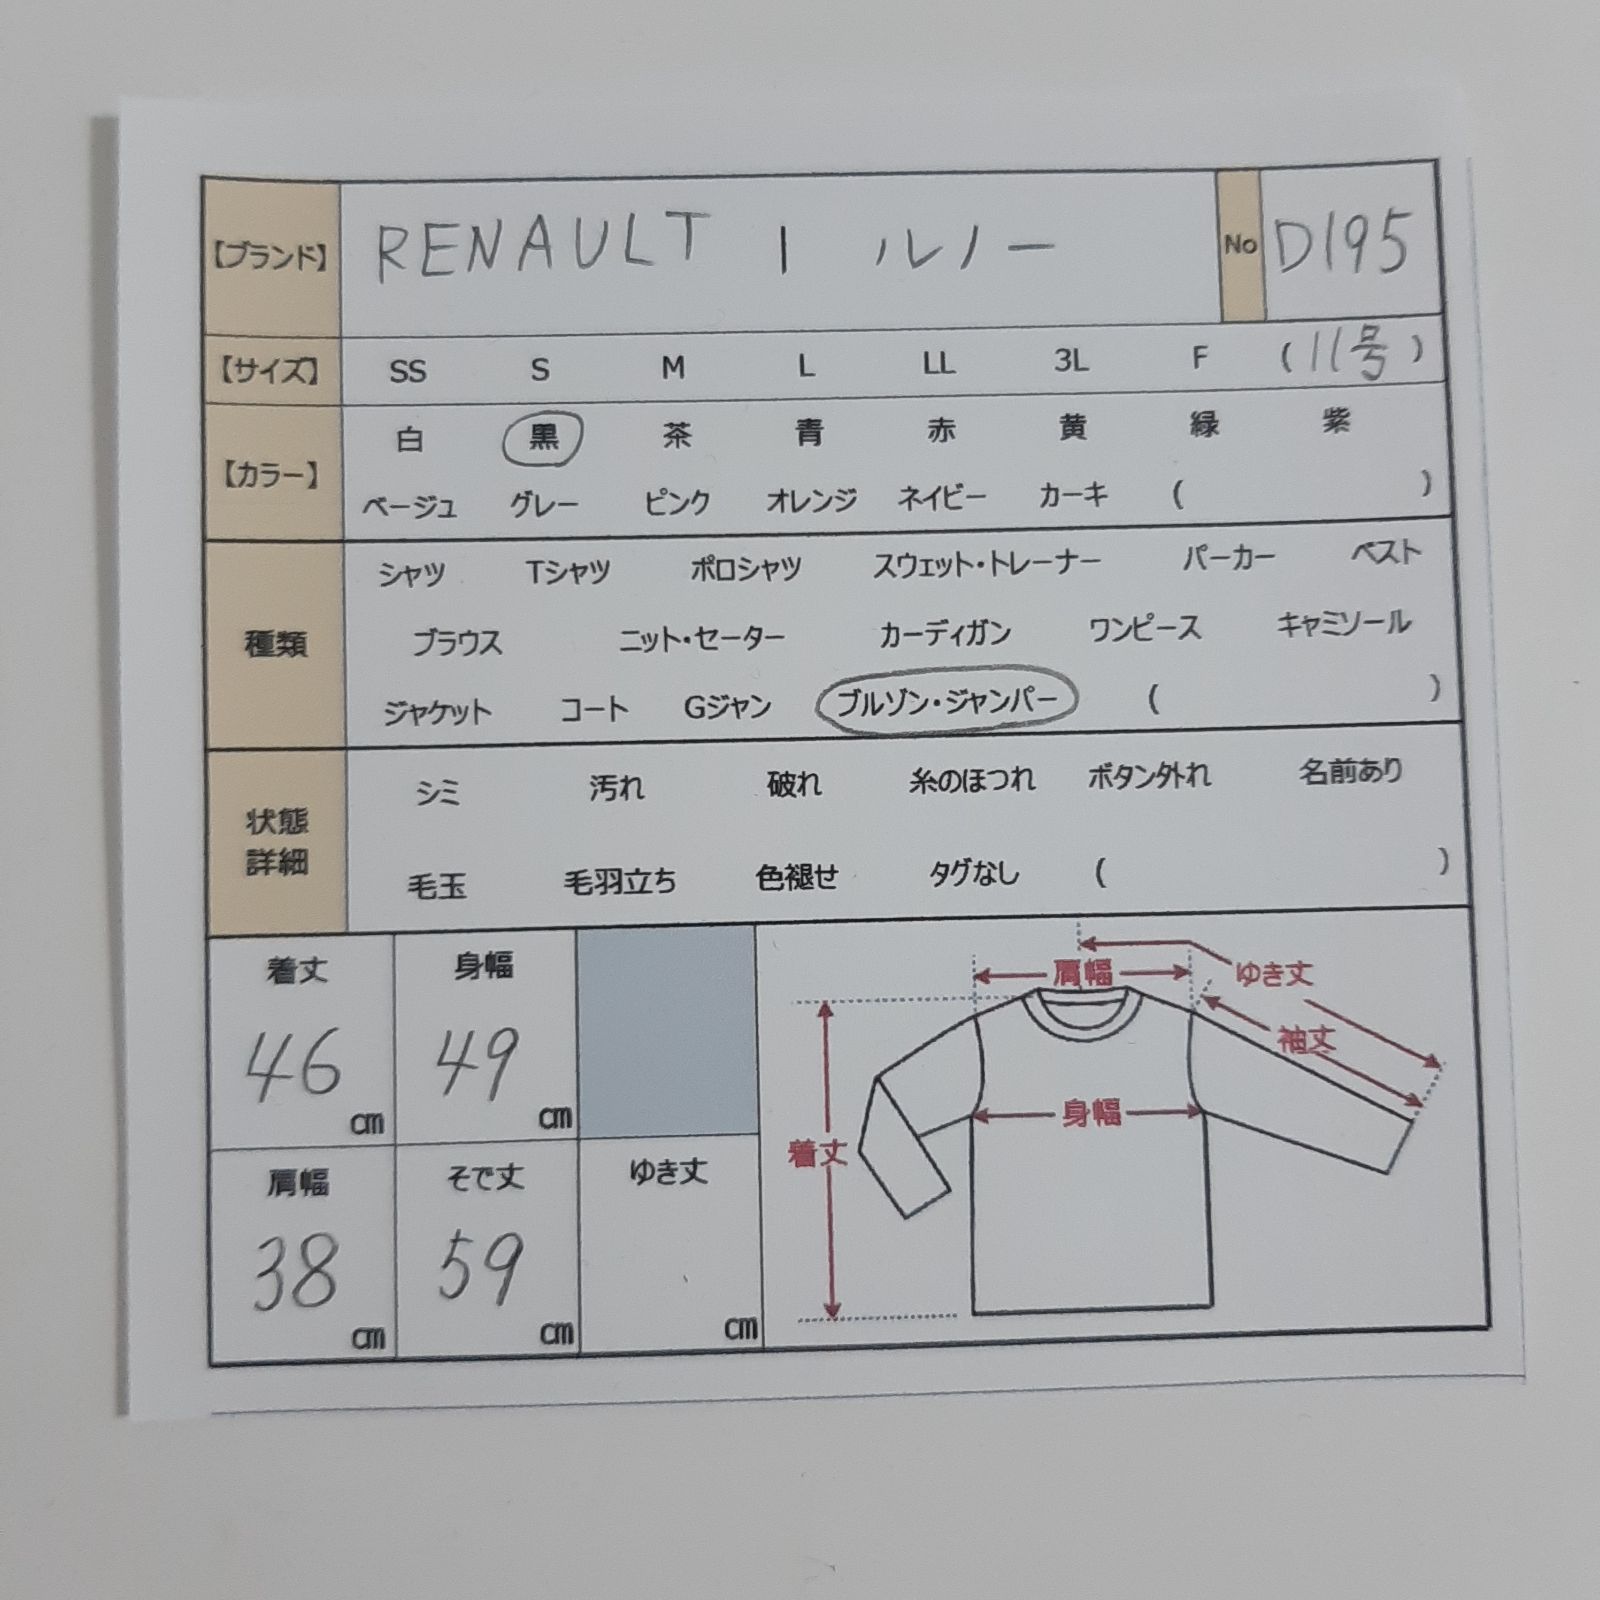 【ブランド】 RENAULT | ルノー No D195
【サイズ】 SS S M L LL 3L F (11号)
【カラー】 白 黒 茶 青 赤 黄 緑 紫
ベージュ グレー ピンク オレンジ ネイビー カーキ ( )
種類 シャツ Tシャツ ポロシャツ スウェット・トレーナー パーカー ベスト
ブラウス ニット・セーター カーディガン ワンピース キャミソール
ジャケット コート Gジャン ブルゾン・ジャンパー ( )
状態
詳細
シミ 汚れ 破れ 糸のほつれ ボタン外れ 名前あり
毛玉 毛羽立ち 色褪せ タグなし ( )
着丈 身幅
46 cm 49 cm
肩幅 そで丈 ゆき丈
38 cm 59 cm cm
肩幅 ゆき丈
袖丈
身幅
着丈